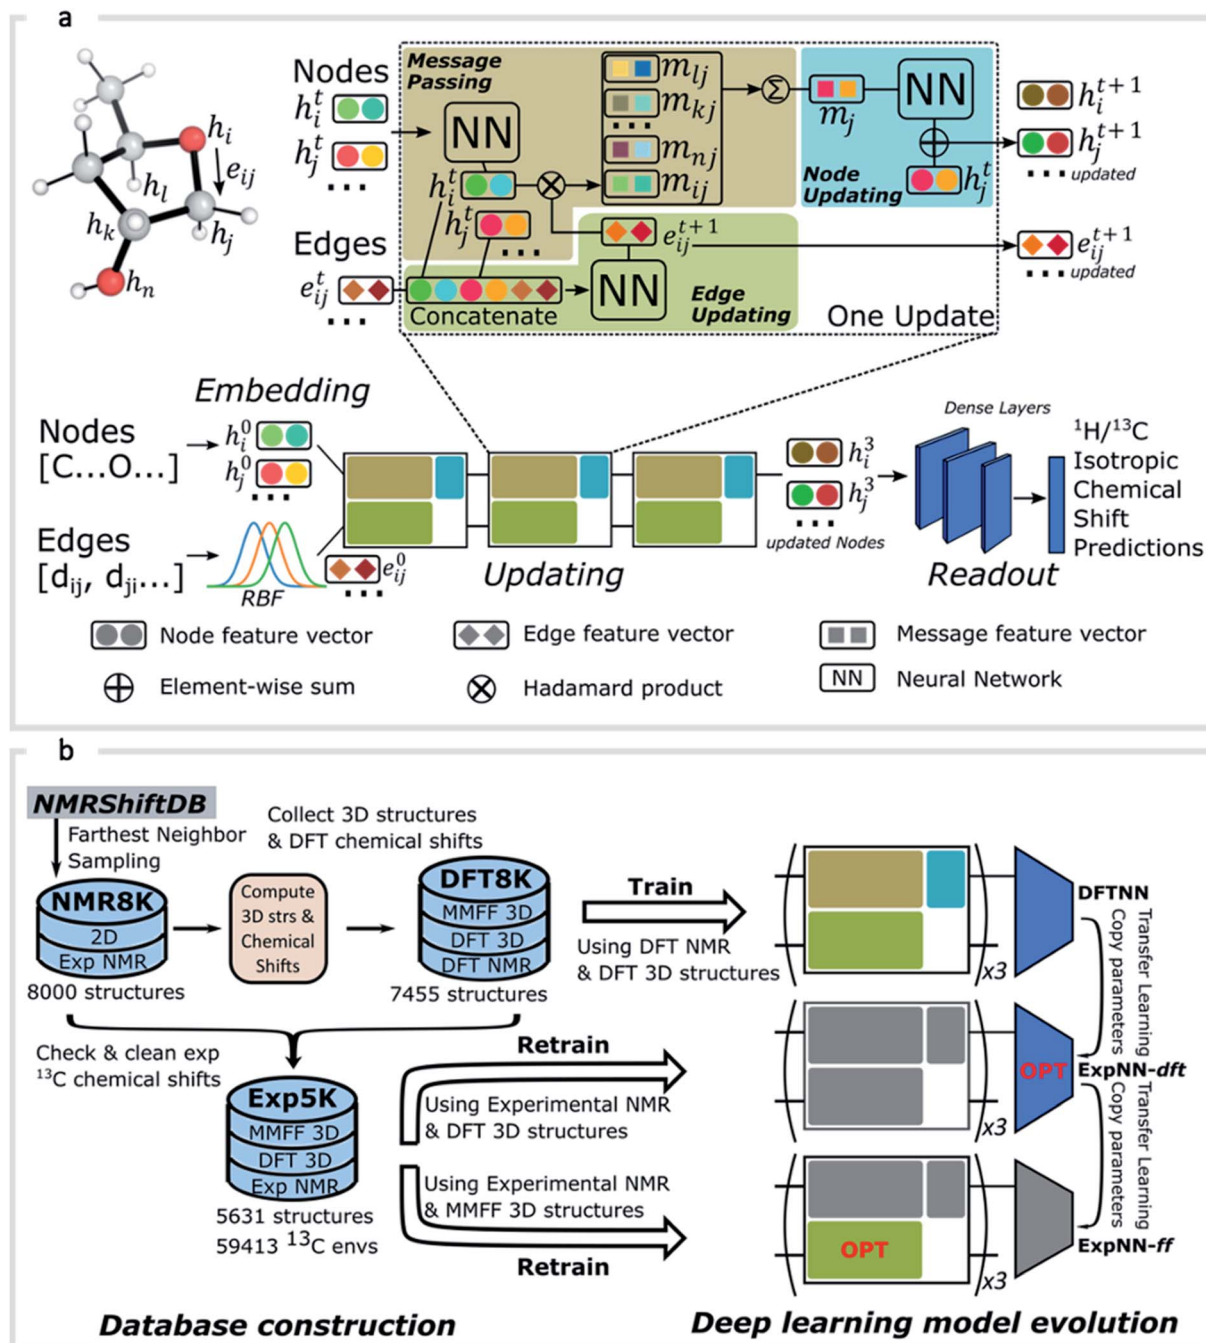 a
Nodes
h_i^t
h_j^t
...
Edges
e_ij^t
...
h_i
e_ij
h_l
h_k
h_j
h_n
Message
Passing
NN
h_i^t
h_j^t
...
m_lj
m_kj
...
m_nj
m_ij
Σ
m_j
NN
h_j^t
Node
Updating
e_ij^{t+1}
NN
Concatenate
Edge
Updating
One Update
h_i^{t+1}
h_j^{t+1}
... updated
e_ij^{t+1}
... updated
Embedding
Nodes
[C...O...]
h_i^0
h_j^0
...
Edges
[d_ij, d_ji...]
RBF
e_ij^0
...
Updating
h_i^3
h_j^3
...
updated Nodes
Dense Layers
Readout
¹H/¹³C
Isotropic
Chemical
Shift
Predictions
Node feature vector
Edge feature vector
Message feature vector
Element-wise sum
Hadamard product
NN
Neural Network
b
NMRShiftDB
Farthest Neighbor
Sampling
NMR8K
2D
Exp NMR
8000 structures
Compute
3D strs &
Chemical
Shifts
Collect 3D structures
& DFT chemical shifts
DFT8K
MMFF 3D
DFT 3D
DFT NMR
7455 structures
Check & clean exp
¹³C chemical shifts
Exp5K
MMFF 3D
DFT 3D
Exp NMR
5631 structures
59413 ¹³C envs
Train
Using DFT NMR
& DFT 3D structures
Retrain
Using Experimental NMR
& DFT 3D structures
Using Experimental NMR
& MMFF 3D structures
Retrain
x3
DFTNN
Transfer Learning
Copy parameters
x3
OPT
ExpNN-dft
Transfer Learning
Copy parameters
OPT
x3
ExpNN-ff
Database construction
Deep learning model evolution